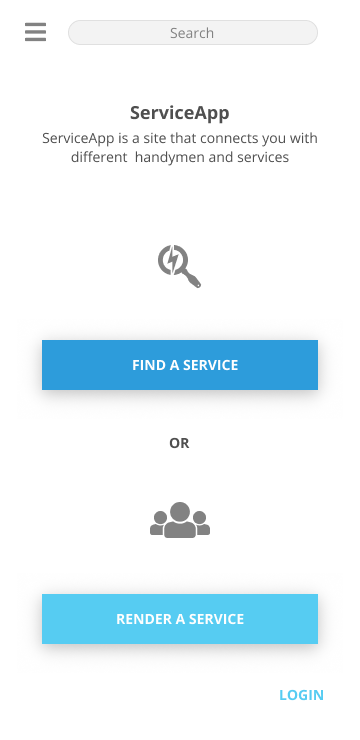 Search
ServiceApp
ServiceApp is a site that connects you with
different  handymen and services
FIND A SERVICE
OR
RENDER A SERVICE
LOGIN